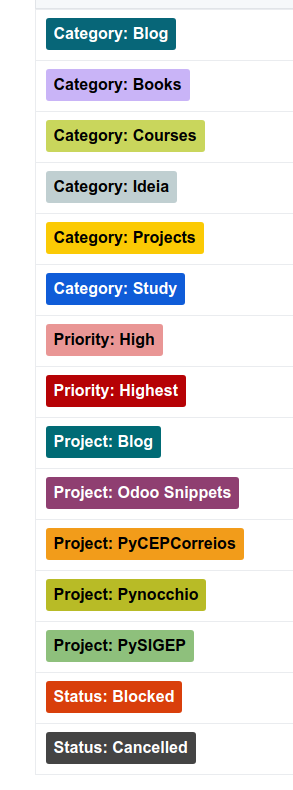 Category: Blog
Category: Books
Category: Courses
Category: Ideia
Category: Projects
Category: Study
Priority: High
Priority: Highest
Project: Blog
Project: Odoo Snippets
Project: PyCEPCorreios
Project: Pynocchio
Project: PySIGEP
Status: Blocked
Status: Cancelled